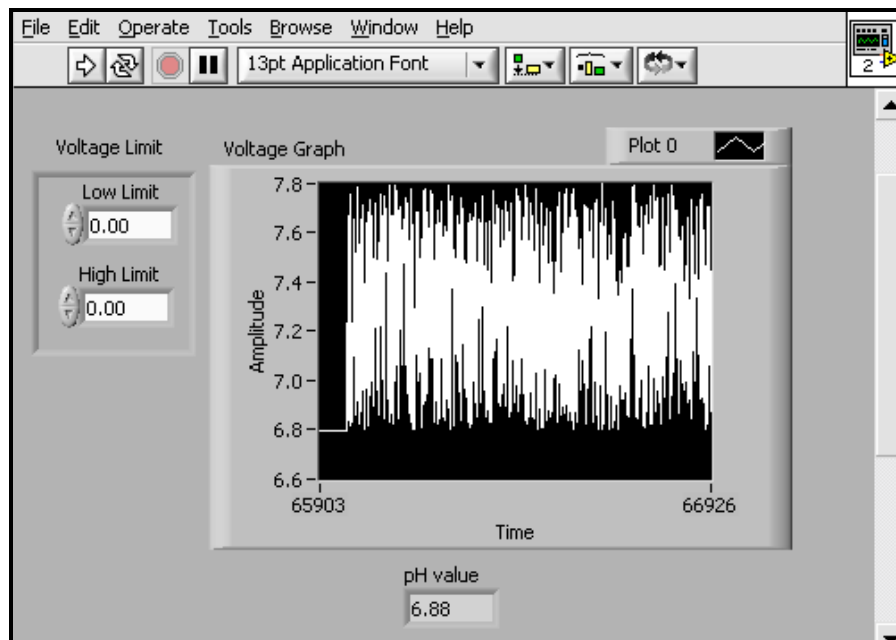 File Edit Operate Tools Browse Window Help
13pt Application Font
2
Voltage Limit
Low Limit
0.00
High Limit
0.00
Voltage Graph
Plot 0
7.8
7.6
7.4
7.2
7.0
6.8
6.6
Amplitude
65903 66926
Time
pH value
6.88